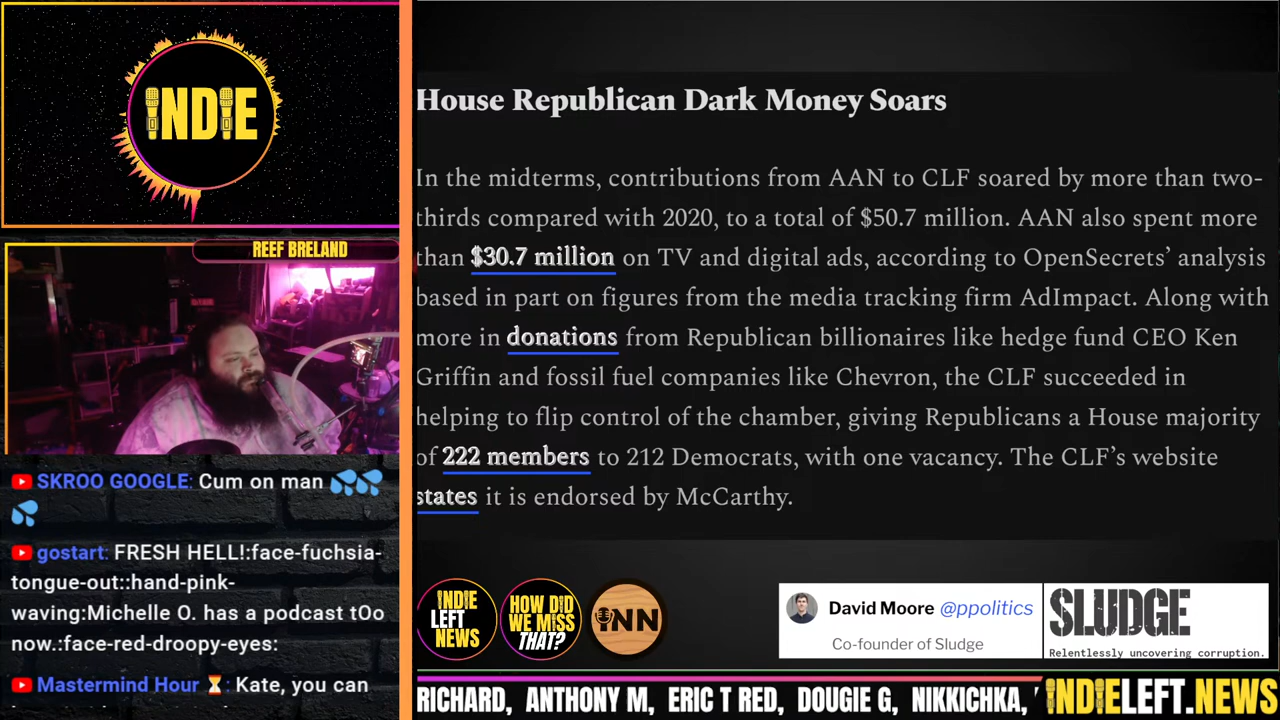 INDIE
REEF BRELAND
SKROO GOOGLE: Cum on man 💦💦
💦
gostart: FRESH HELL!:face-fuchsia-
tongue-out::hand-pink-
waving:Michelle O. has a podcast tOo
now.:face-red-droopy-eyes:
Mastermind Hour ⏳: Kate, you can
House Republican Dark Money Soars
In the midterms, contributions from AAN to CLF soared by more than two-
thirds compared with 2020, to a total of $50.7 million. AAN also spent more
than $30.7 million on TV and digital ads, according to OpenSecrets’ analysis
based in part on figures from the media tracking firm AdImpact. Along with
more in donations from Republican billionaires like hedge fund CEO Ken
Griffin and fossil fuel companies like Chevron, the CLF succeeded in
helping to flip control of the chamber, giving Republicans a House majority
of 222 members to 212 Democrats, with one vacancy. The CLF’s website
states it is endorsed by McCarthy.
INDIE
LEFT
NEWS
HOW DID
WE MISS
THAT?
INN
David Moore @ppolitics
Co-founder of Sludge
SLUDGE
Relentlessly uncovering corruption.
RICHARD, ANTHONY M, ERIC T RED, DOUGIE G, NIKKICHKA,
INDIELEFT.NEWS